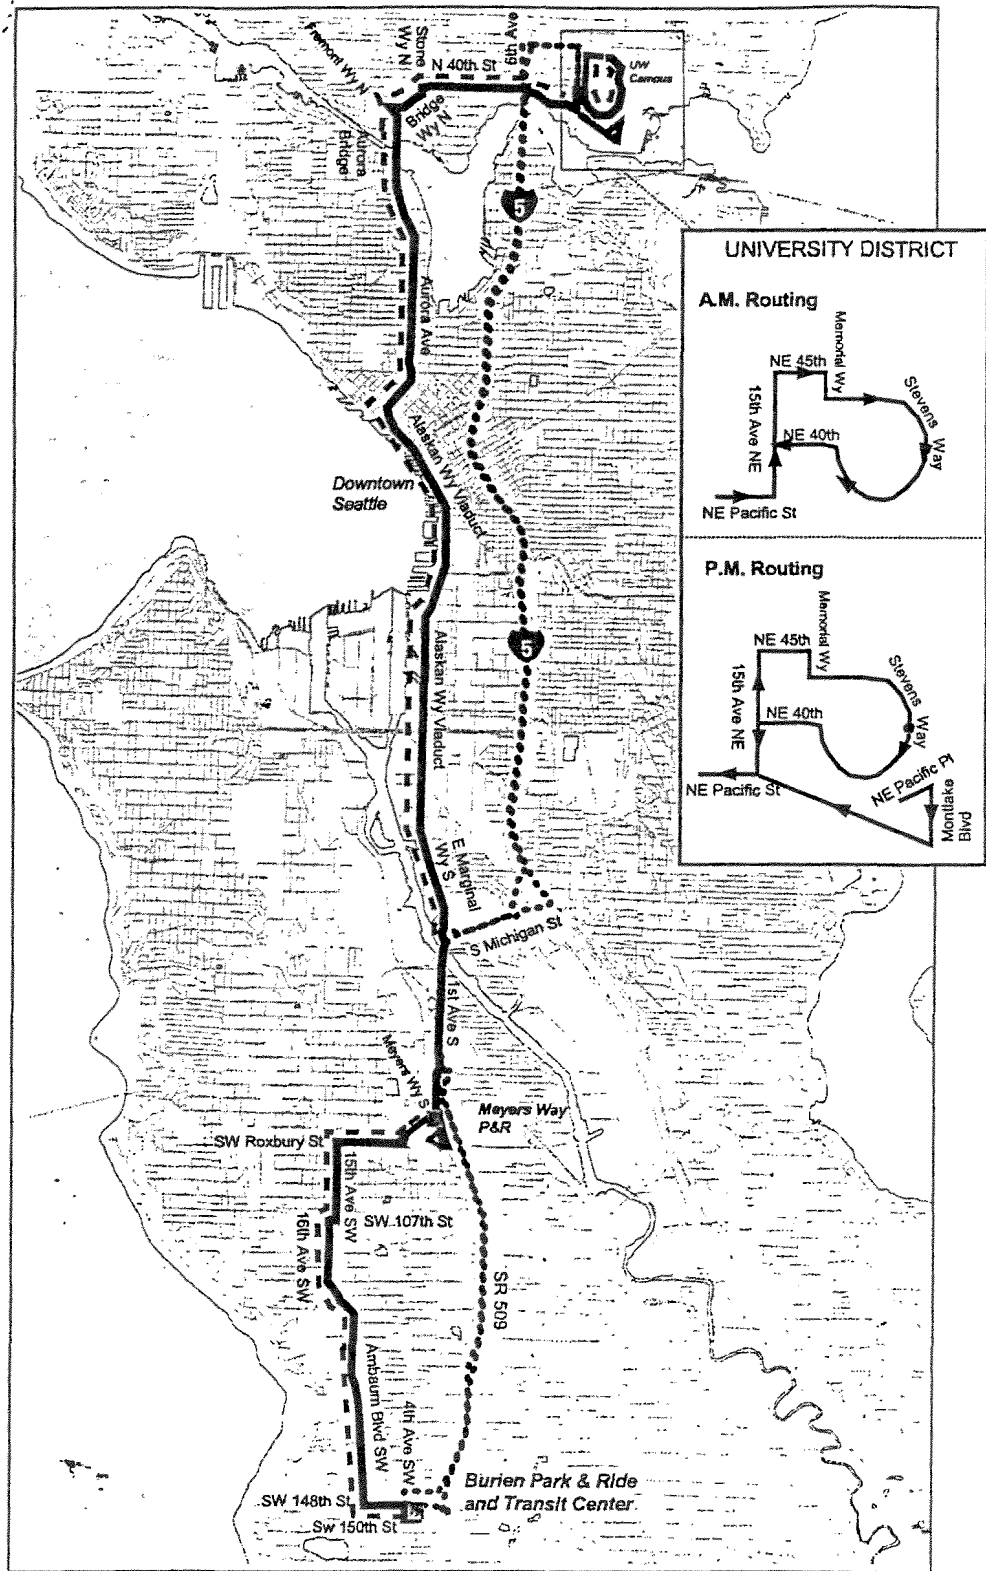 Fremont Wy N
Stone
Wy N
N 40th St
7th Ave
UW
Campus
Bridge
Wy N
Aurora
Bridge
5
Aurora Ave
Alaskan Wy Viaduct
Downtown
Seattle
5
Alaskan Wy Viaduct
E Marginal
Wy S
S Michigan St
1st Ave S
Meyers Wy S
Meyers Way
P&R
SW Roxbury St
15th Ave SW
SW 107th St
16th Ave SW
SR 509
Ambaum Blvd SW
4th Ave SW
Burien Park & Ride
and Transit Center
SW 148th St
Sw 150th St
UNIVERSITY DISTRICT
A.M. Routing
Memorial Wy
NE 45th
Stevens
Way
15th Ave NE
NE 40th
NE Pacific St
P.M. Routing
Memorial Wy
NE 45th
Stevens
Way
15th Ave NE
NE 40th
NE Pacific St
NE Pacific Pl
Montlake
Blvd